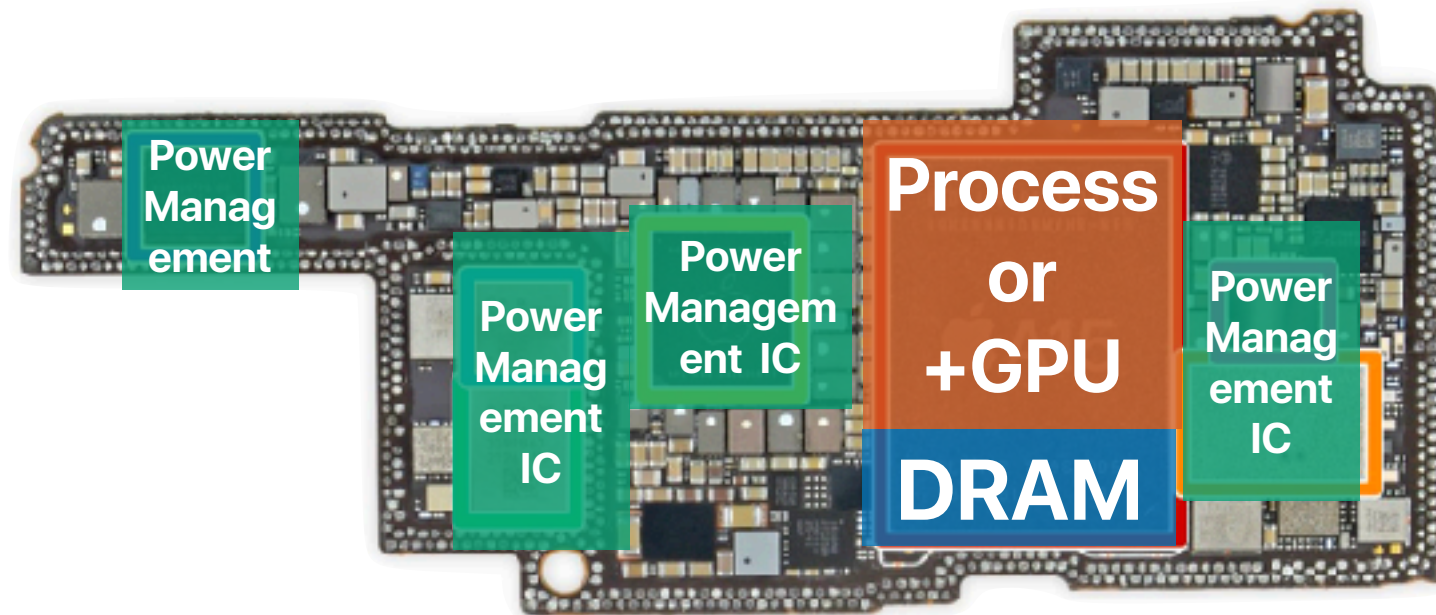 Power
Manag
ement
Power
Manag
ement
IC
Power
Managem
ent IC
Process
or
+GPU
DRAM
Power
Manag
ement
IC